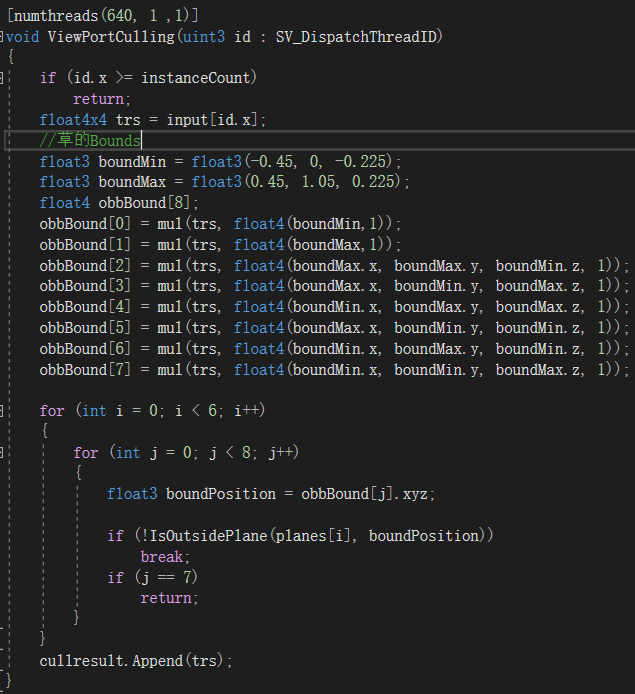 [numthreads(640, 1 ,1)]
void ViewPortCulling(uint3 id : SV_DispatchThreadID)
{
    if (id.x >= instanceCount)
        return;
    float4x4 trs = input[id.x];
    //草的Bounds
    float3 boundMin = float3(-0.45, 0, -0.225);
    float3 boundMax = float3(0.45, 1.05, 0.225);
    float4 obbBound[8];
    obbBound[0] = mul(trs, float4(boundMin,1));
    obbBound[1] = mul(trs, float4(boundMax,1));
    obbBound[2] = mul(trs, float4(boundMax.x, boundMax.y, boundMin.z, 1));
    obbBound[3] = mul(trs, float4(boundMax.x, boundMin.y, boundMax.z, 1));
    obbBound[4] = mul(trs, float4(boundMin.x, boundMax.y, boundMin.z, 1));
    obbBound[5] = mul(trs, float4(boundMax.x, boundMin.y, boundMin.z, 1));
    obbBound[6] = mul(trs, float4(boundMin.x, boundMax.y, boundMax.z, 1));
    obbBound[7] = mul(trs, float4(boundMin.x, boundMin.y, boundMax.z, 1));

    for (int i = 0; i < 6; i++)
    {
        for (int j = 0; j < 8; j++)
        {
            float3 boundPosition = obbBound[j].xyz;

            if (!IsOutsidePlane(planes[i], boundPosition))
                break;
            if (j == 7)
                return;
        }
    }
    cullresult.Append(trs);
}